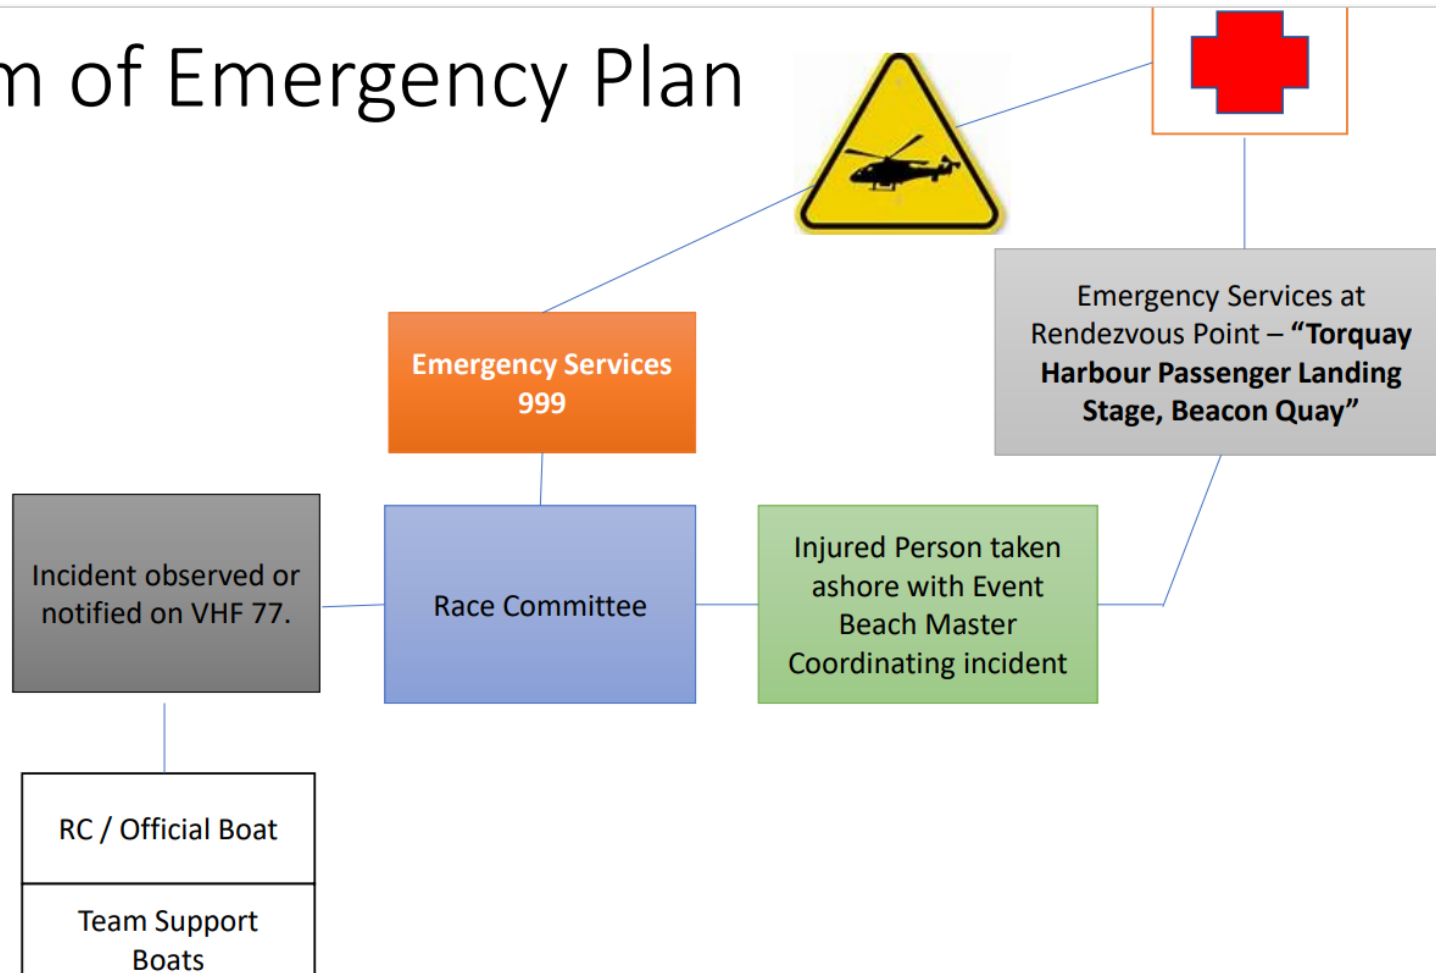 m of Emergency Plan
Emergency Services at
Rendezvous Point – “Torquay
Harbour Passenger Landing
Stage, Beacon Quay”
Emergency Services
999
Incident observed or
notified on VHF 77.
Race Committee
Injured Person taken
ashore with Event
Beach Master
Coordinating incident
RC / Official Boat
Team Support
Boats